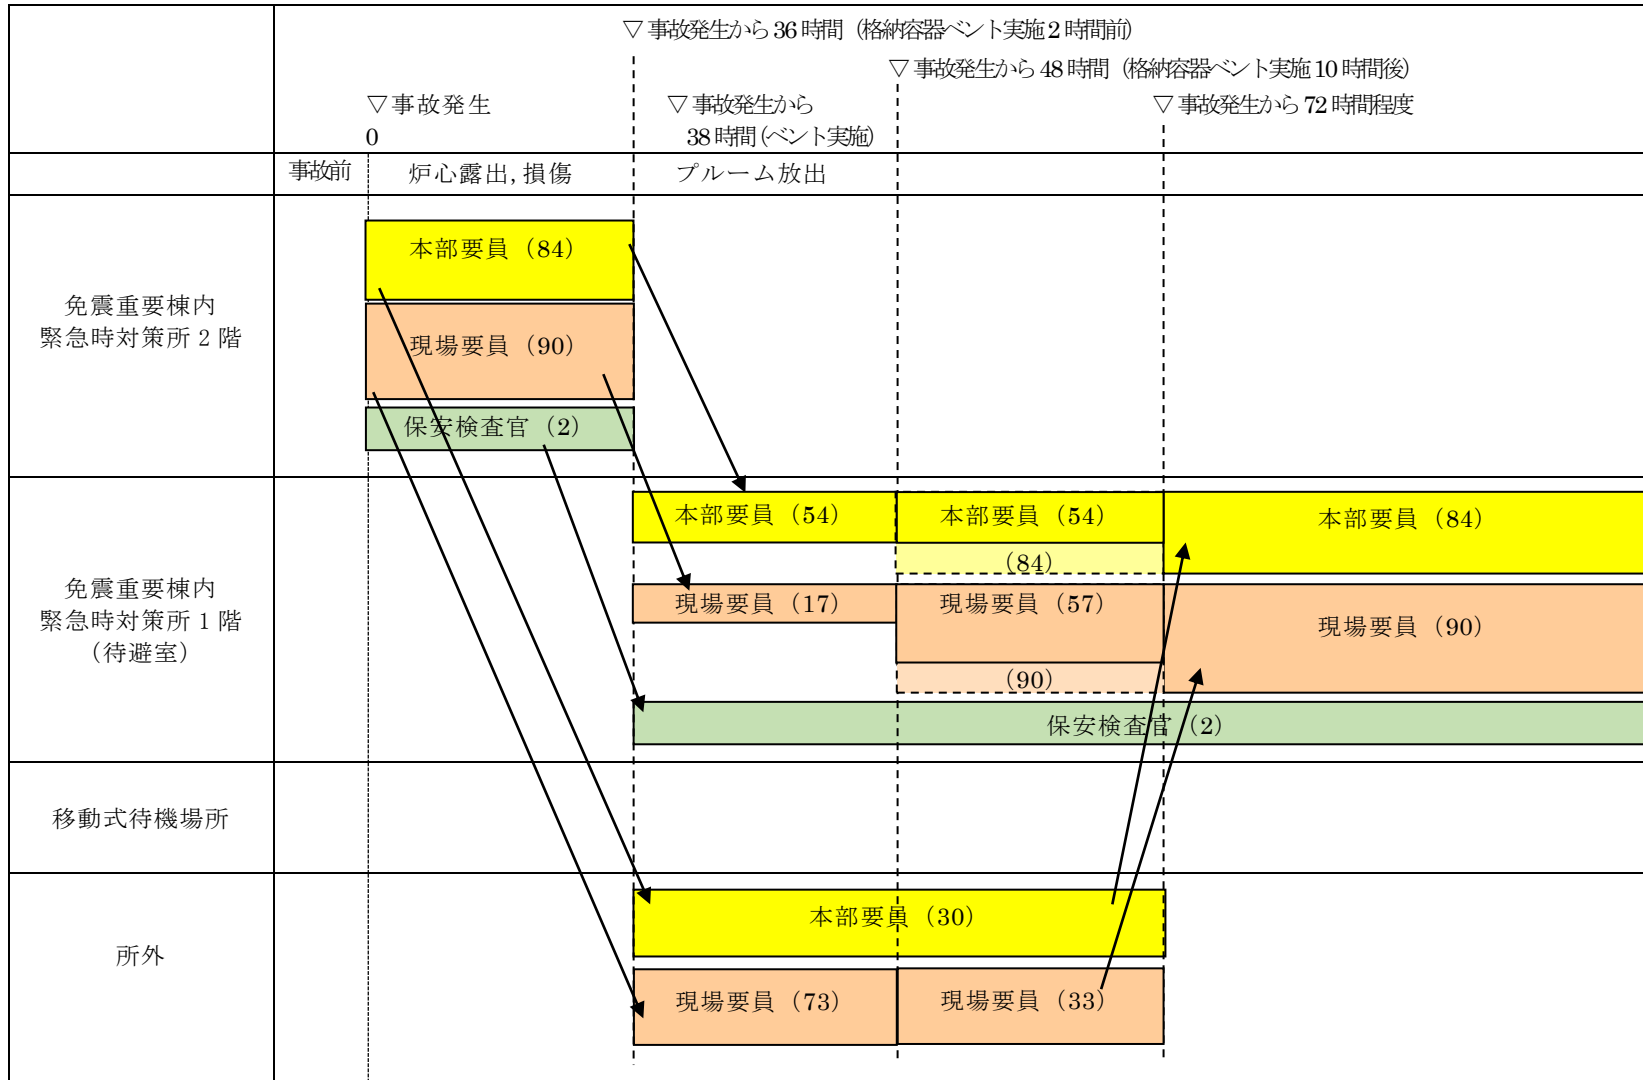 ▽事故発生から36時間（格納容器ベント実施2時間前）
▽事故発生から48時間（格納容器ベント実施10時間後）
▽事故発生
0
▽事故発生から
38時間（ベント実施）
▽事故発生から72時間程度
事故前
炉心露出,損傷
プルーム放出
免震重要棟内
緊急時対策所2階
本部要員（84）
現場要員（90）
保安検査官（2）
免震重要棟内
緊急時対策所1階
（待避室）
本部要員（54）
本部要員（54）
（84）
本部要員（84）
現場要員（17）
現場要員（57）
（90）
現場要員（90）
保安検査官（2）
移動式待機場所
所外
本部要員（30）
現場要員（73）
現場要員（33）